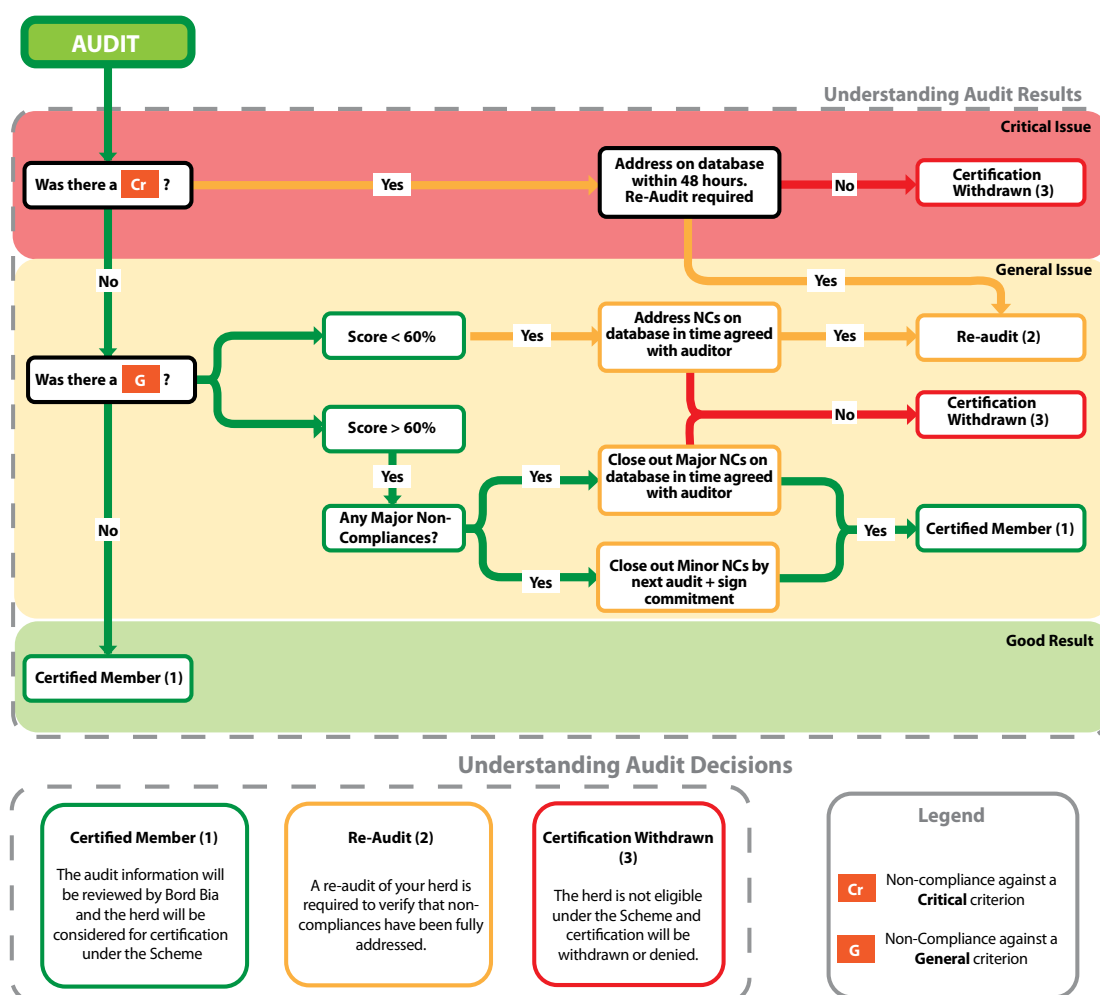 AUDIT
Understanding Audit Results
Critical Issue
Was there a Cr ?
Yes
Address on database
within 48 hours.
Re-Audit required
No
Certification
Withdrawn (3)
No
General Issue
Yes
Score < 60%
Yes
Address NCs on
database in time agreed
with auditor
Yes
Re-audit (2)
Was there a G ?
Score > 60%
No
Certification
Withdrawn (3)
Yes
Yes
Close out Major NCs on
database in time agreed
with auditor
No
Any Major Non-
Compliances?
Yes
Certified Member (1)
Yes
Close out Minor NCs by
next audit + sign
commitment
Good Result
Certified Member (1)
Understanding Audit Decisions
Certified Member (1)
The audit information will
be reviewed by Bord Bia
and the herd will be
considered for certification
under the Scheme
Re-Audit (2)
A re-audit of your herd is
required to verify that non-
compliances have been fully
addressed.
Certification Withdrawn
(3)
The herd is not eligible
under the Scheme and
certification will be
withdrawn or denied.
Legend
Cr Non-compliance against a
Critical criterion
G Non-Compliance against a
General criterion